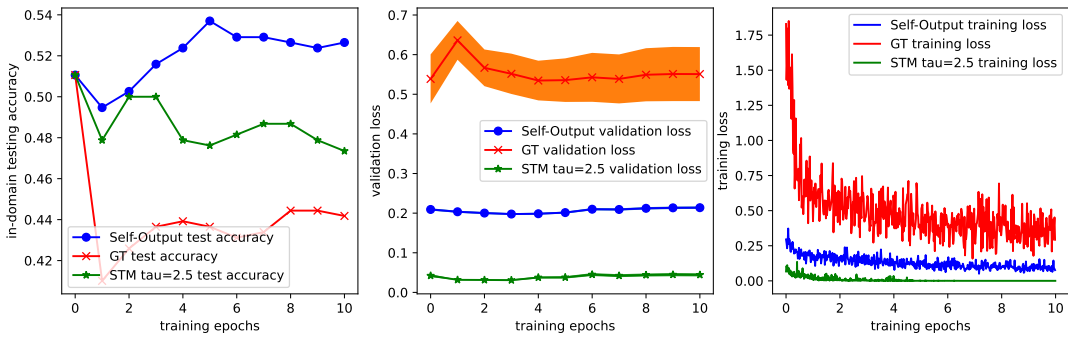 in-domain testing accuracy
0.54
0.52
0.50
0.48
0.46
0.44
0.42
Self-Output test accuracy
GT test accuracy
STM tau=2.5 test accuracy
0 2 4 6 8 10
training epochs
validation loss
0.7
0.6
0.5
0.4
0.3
0.2
0.1
0.0
Self-Output validation loss
GT validation loss
STM tau=2.5 validation loss
0 2 4 6 8 10
training epochs
training loss
1.75
1.50
1.25
1.00
0.75
0.50
0.25
0.00
Self-Output training loss
GT training loss
STM tau=2.5 training loss
0 2 4 6 8 10
training epochs